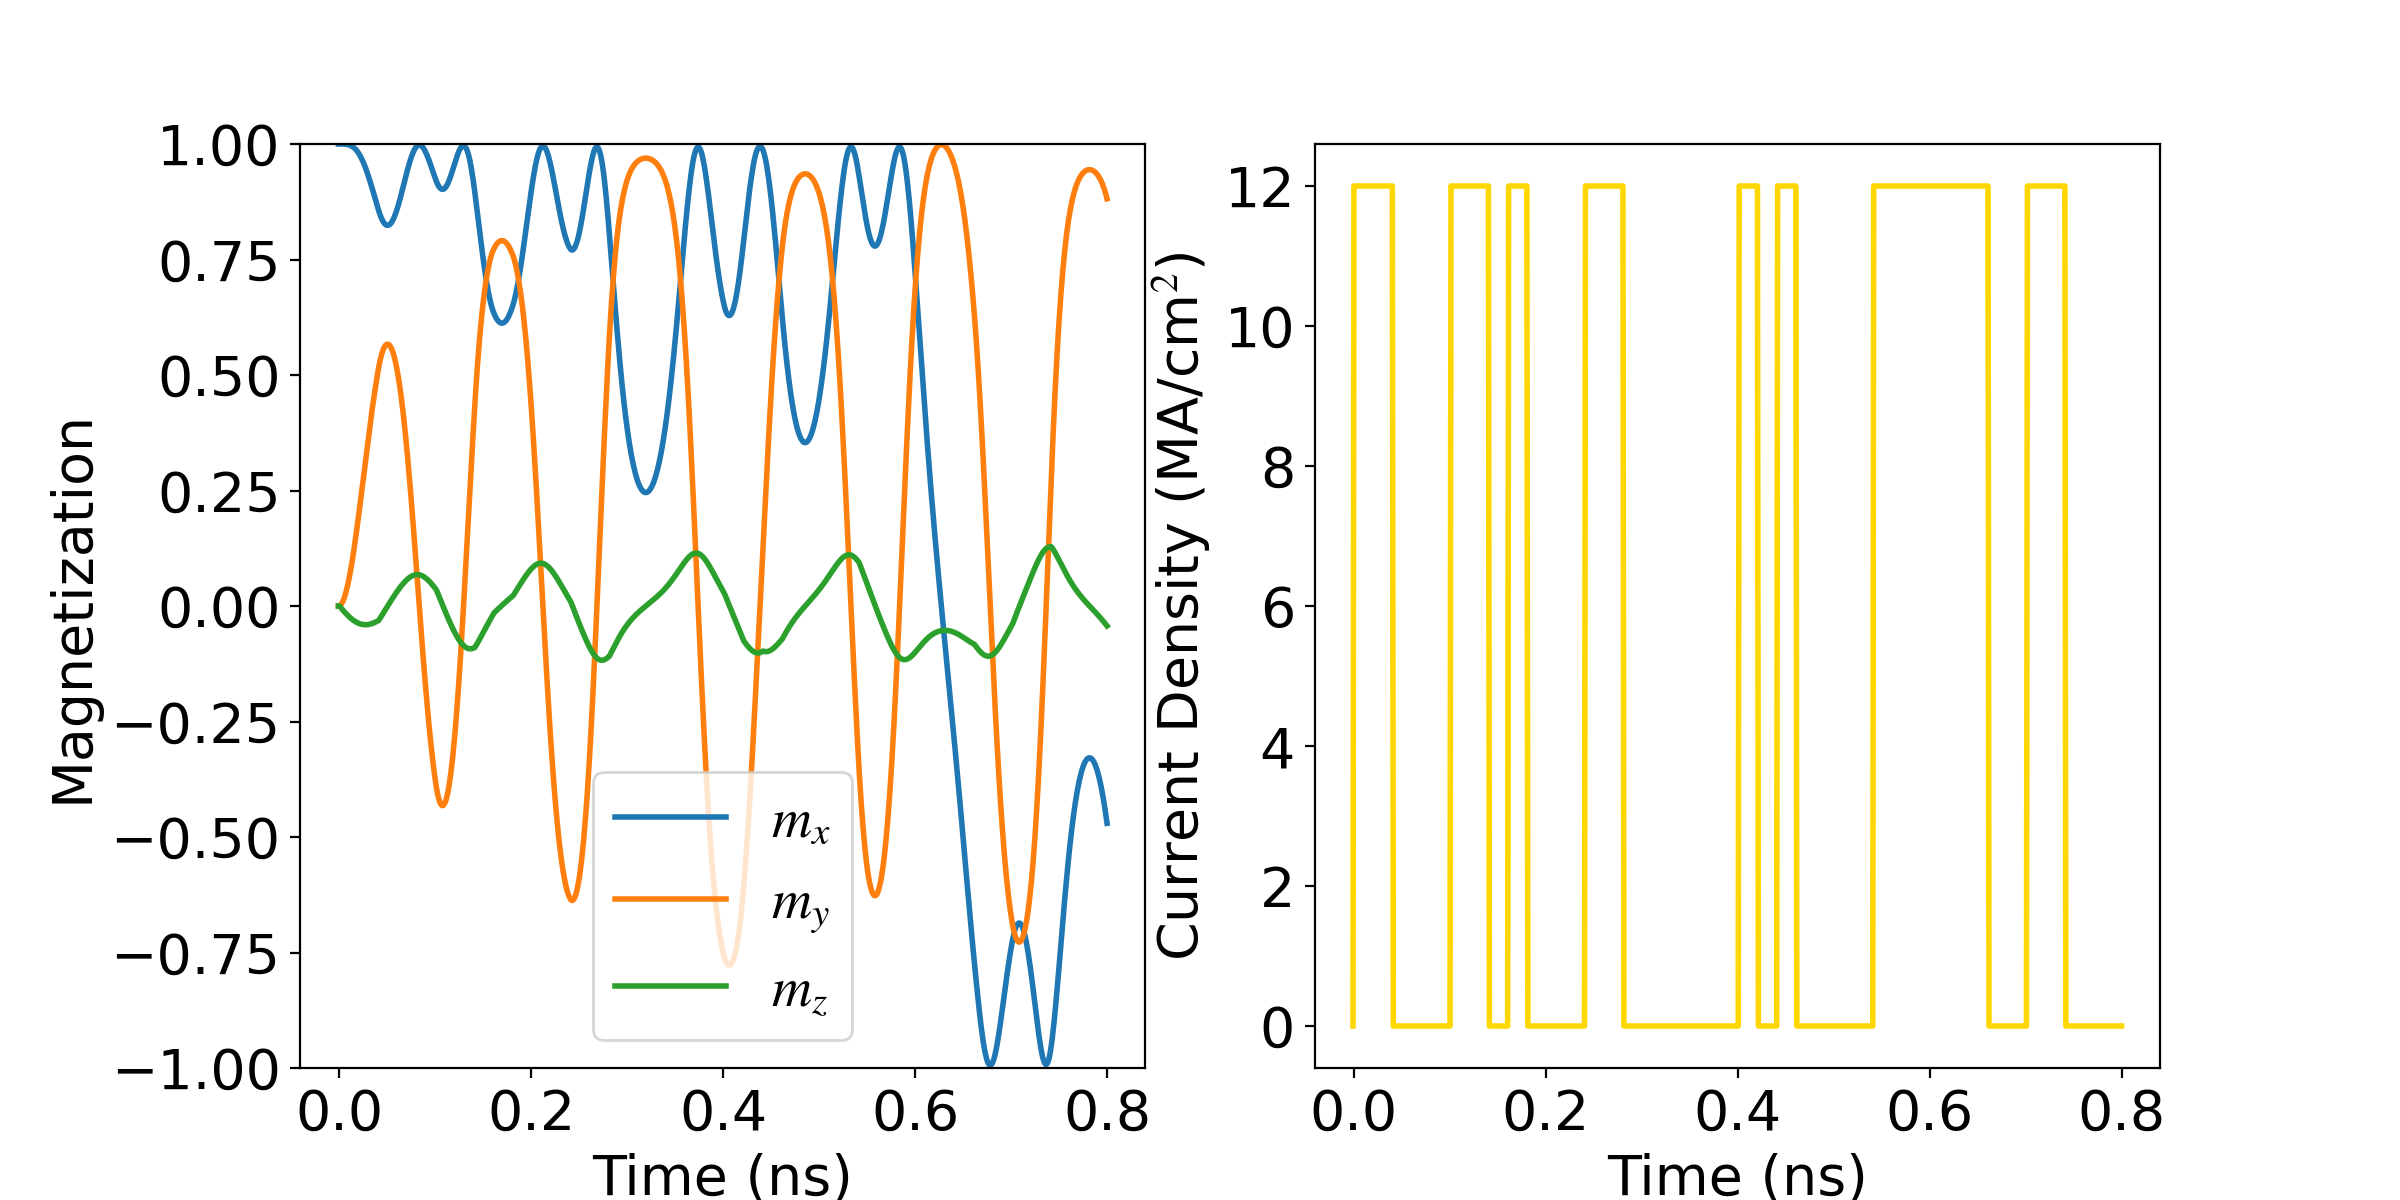 Magnetization
1.00
0.75
0.50
0.25
0.00
−0.25
−0.50
−0.75
−1.00
0.0 0.2 0.4 0.6 0.8
Time (ns)
m_x
m_y
m_z
Current Density (MA/cm²)
12
10
8
6
4
2
0
0.0 0.2 0.4 0.6 0.8
Time (ns)